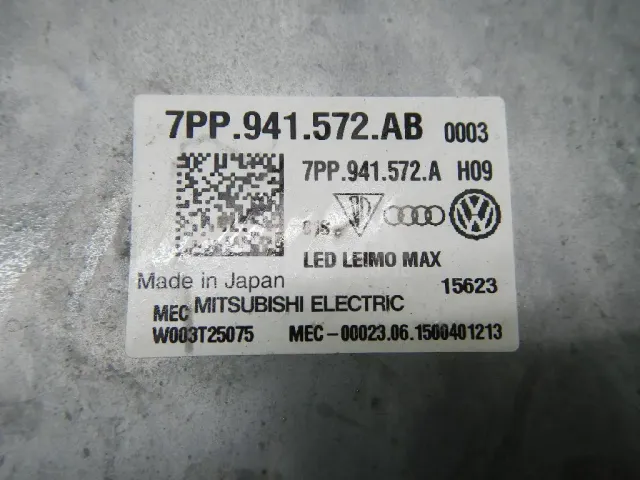 7PP.941.572.AB 0003
7PP.941.572.A H09
LED LEIMO MAX
Made in Japan 15623
MEC MITSUBISHI ELECTRIC
W003T25075 MEC-00023.06.1500401213